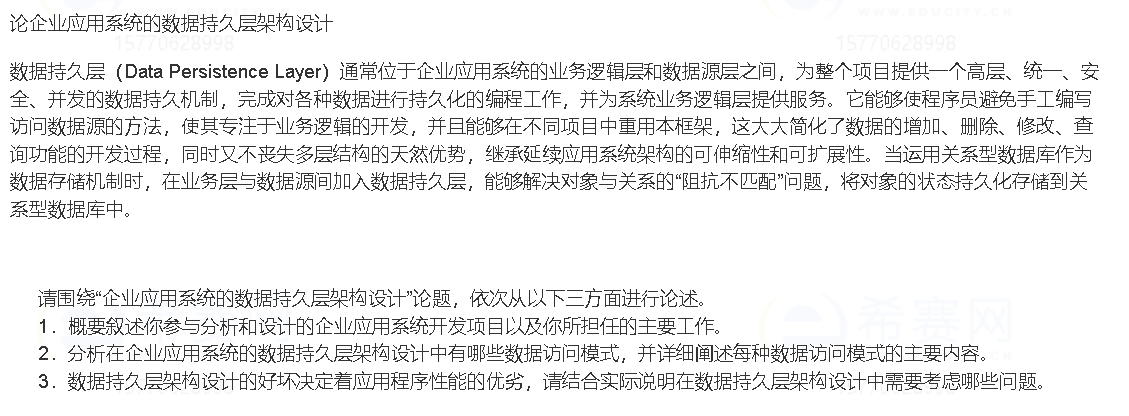 WWW.EDUCITY.CN
论企业应用系统的数据持久层架构设计
15770628998
15770628998
数据持久层（Data Persistence Layer）通常位于企业应用系统的业务逻辑层和数据源层之间，为整个项目提供一个高层、统一、安
全、并发的数据持久机制，完成对各种数据进行持久化的编程工作，并为系统业务逻辑层提供服务。它能够使程序员避免手工编写
访问数据源的方法，使其专注于业务逻辑的开发，并且能够在不同项目中重用本框架，这大大简化了数据的增加、删除、修改、查
询功能的开发过程，同时又不丧失多层结构的天然优势，继承延续应用系统架构的可伸缩性和可扩展性。当运用关系型数据库作为
数据存储机制时，在业务层与数据源间加入数据持久层，能够解决对象与关系的“阻抗不匹配”问题，将对象的状态持久化存储到关
系型数据库中。
请围绕“企业应用系统的数据持久层架构设计”论题，依次从以下三方面进行论述。
1．概要叙述你参与分析和设计的企业应用系统开发项目以及你所担任的主要工作。
2．分析在企业应用系统的数据持久层架构设计中有哪些数据访问模式，并详细阐述每种数据访问模式的主要内容。
3．数据持久层架构设计的好坏决定着应用程序性能的优劣，请结合实际说明在数据持久层架构设计中需要考虑哪些问题。
希赛网